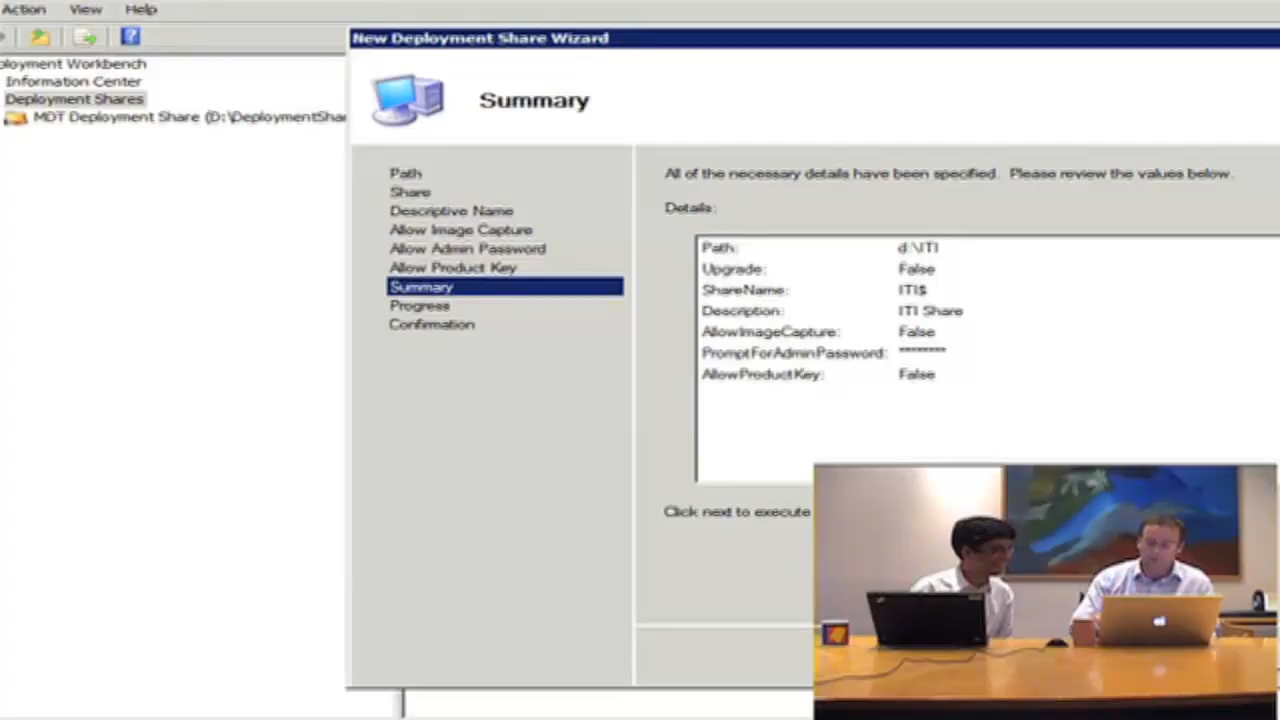 Action View Help
New Deployment Share Wizard
ployment Workbench
Information Center
Deployment Shares
MDT Deployment Share (D:\DeploymentShar
Summary
Path
Share
Descriptive Name
Allow Image Capture
Allow Admin Password
Allow Product Key
Summary
Progress
Confirmation
All of the necessary details have been specified. Please review the values below.
Details:
Path: d:\ITI
Upgrade: False
ShareName: ITI$
Description: ITI Share
AllowImageCapture: False
PromptForAdminPassword: ********
AllowProductKey: False
Click next to execute